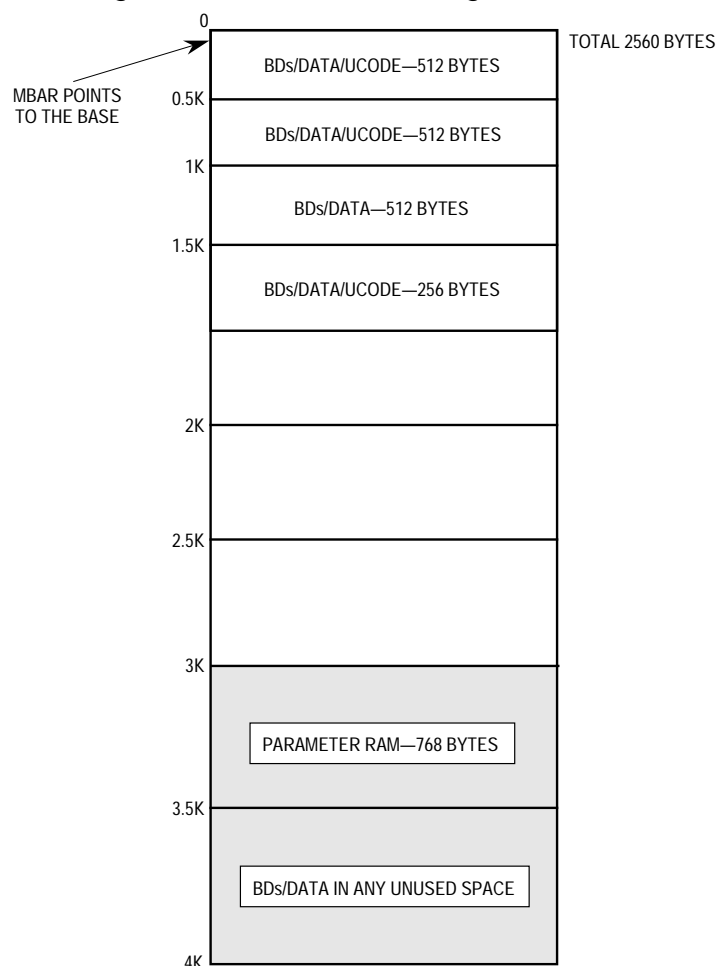 0
TOTAL 2560 BYTES
BDs/DATA/UCODE—512 BYTES
MBAR POINTS
TO THE BASE
0.5K
BDs/DATA/UCODE—512 BYTES
1K
BDs/DATA—512 BYTES
1.5K
BDs/DATA/UCODE—256 BYTES
2K
2.5K
3K
PARAMETER RAM—768 BYTES
3.5K
BDs/DATA IN ANY UNUSED SPACE
4K